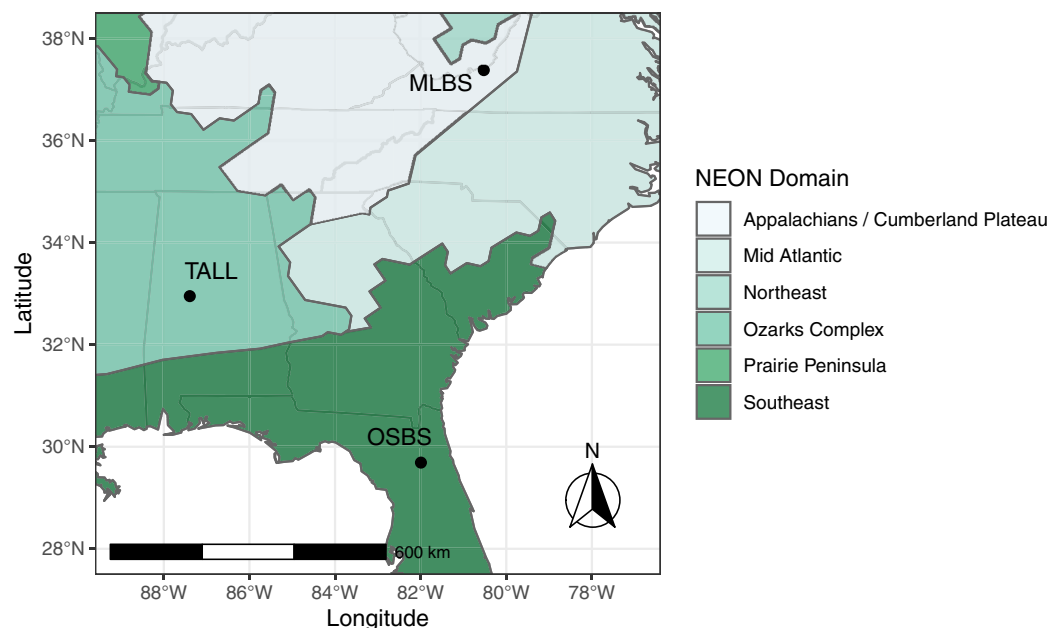 38°N
36°N
34°N
32°N
30°N
28°N
Latitude
MLBS
TALL
OSBS
N
600 km
88°W
86°W
84°W
82°W
80°W
78°W
Longitude
NEON Domain
Appalachians / Cumberland Plateau
Mid Atlantic
Northeast
Ozarks Complex
Prairie Peninsula
Southeast